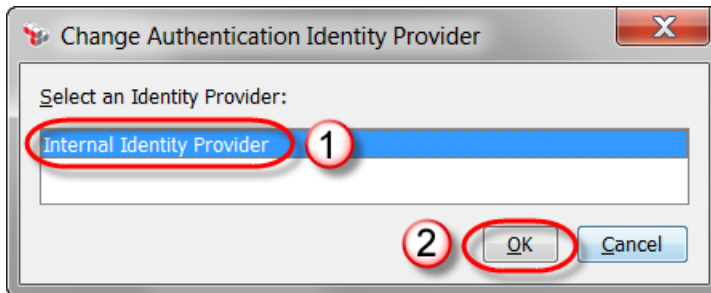 Change Authentication Identity Provider
X
Select an Identity Provider:
Internal Identity Provider
1
2
OK
Cancel